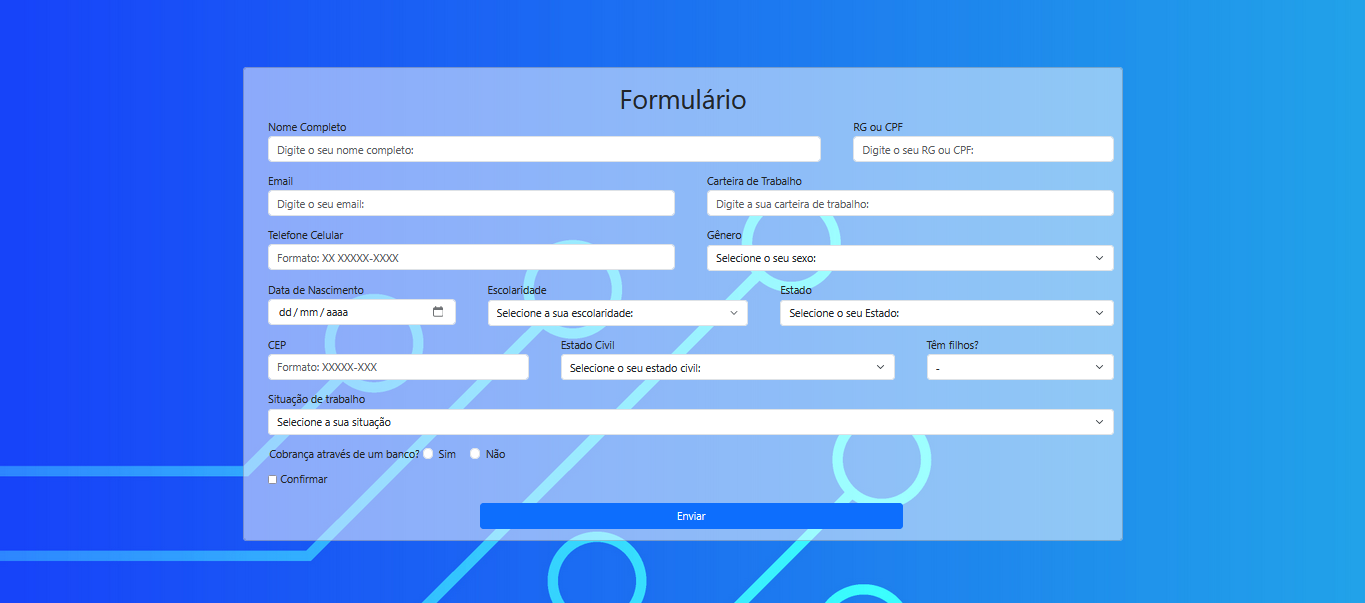 Formulário
Nome Completo RG ou CPF
Digite o seu nome completo: Digite o seu RG ou CPF:
Email Carteira de Trabalho
Digite o seu email: Digite a sua carteira de trabalho:
Telefone Celular Gênero
Formato: XX XXXXX-XXXX Selecione o seu sexo:
Data de Nascimento Escolaridade Estado
dd/mm/aaaa Selecione a sua escolaridade: Selecione o seu Estado:
CEP Estado Civil Têm filhos?
Formato: XXXXX-XXX Selecione o seu estado civil: -
Situação de trabalho
Selecione a sua situação
Cobrança através de um banco? Sim Não
Confirmar
Enviar